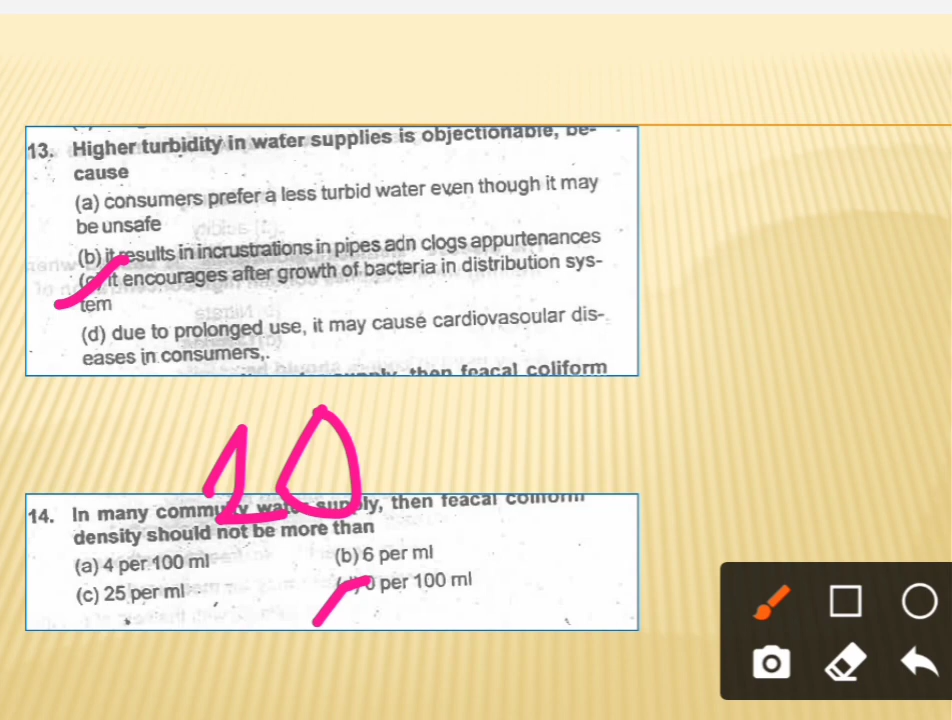 13. Higher turbidity in water supplies is objectionable, be-
cause
(a) consumers prefer a less turbid water even though it may
be unsafe
(b) it results in incrustrations in pipes adn clogs appurtenances
(c) it encourages after growth of bacteria in distribution sys-
tem
(d) due to prolonged use, it may cause cardiovasoular dis-
eases in consumers,.
then feacal coliform
10
14. In many water supply, then feacal coliform
density should not be more than
(a) 4 per 100 ml
(b) 6 per ml
(c) 25 per ml
0 per 100 ml